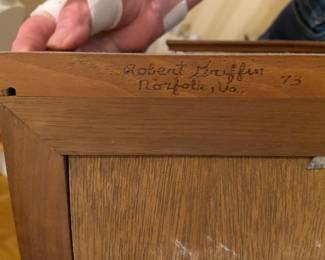 Robert Griffin
Norfolk, Va. 73